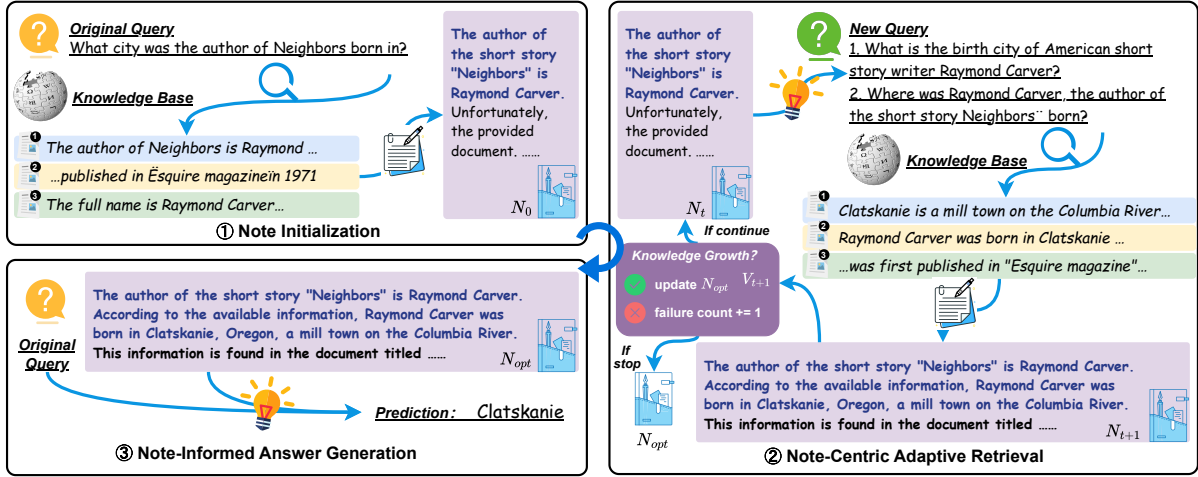 Original Query
What city was the author of Neighbors born in?
Knowledge Base
1 The author of Neighbors is Raymond ...
2 ...published in Ësquire magazineïn 1971
3 The full name is Raymond Carver...
The author of
the short story
"Neighbors" is
Raymond Carver.
Unfortunately,
the provided
document. ......
N0
① Note Initialization
The author of
the short story
"Neighbors" is
Raymond Carver.
Unfortunately,
the provided
document. ......
Nt
New Query
1. What is the birth city of American short
story writer Raymond Carver?
2. Where was Raymond Carver, the author of
the short story Neighbors¨ born?
Knowledge Base
1 Clatskanie is a mill town on the Columbia River...
2 Raymond Carver was born in Clatskanie ...
3 ...was first published in "Esquire magazine"...
If continue
Knowledge Growth?
update Nopt Vt+1
failure count += 1
If
stop
Nopt
The author of the short story "Neighbors" is Raymond Carver.
According to the available information, Raymond Carver was
born in Clatskanie, Oregon, a mill town on the Columbia River.
This information is found in the document titled ......
Nt+1
② Note-Centric Adaptive Retrieval
Original
Query
The author of the short story "Neighbors" is Raymond Carver.
According to the available information, Raymond Carver was
born in Clatskanie, Oregon, a mill town on the Columbia River.
This information is found in the document titled ......
Nopt
Prediction: Clatskanie
③ Note-Informed Answer Generation